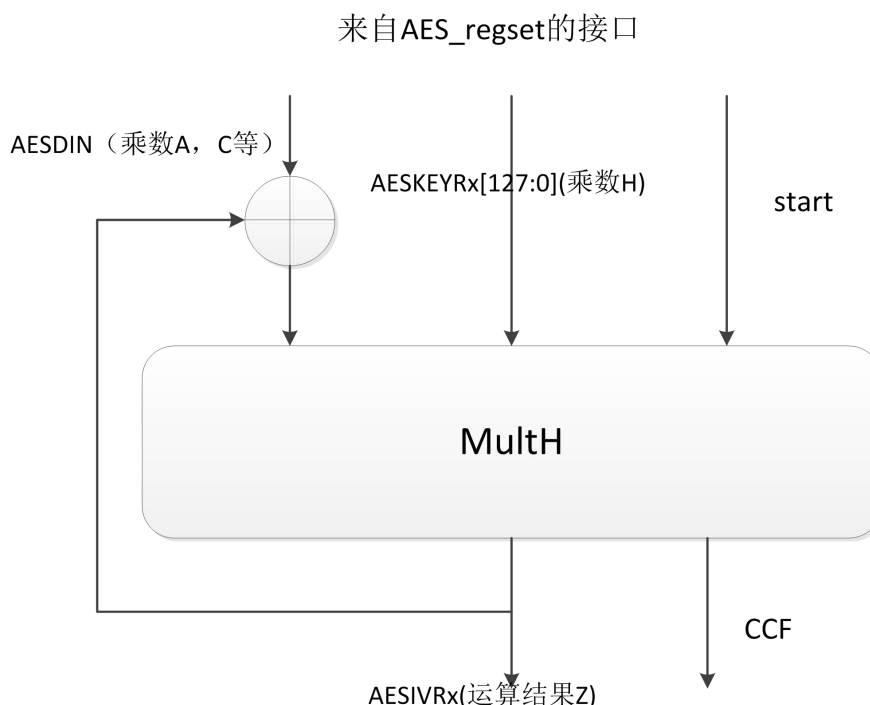 来自AES_regset的接口
AESDIN（乘数A，C等）
AESKEYRx[127:0](乘数H)
start
MultH
CCF
AESIVRx(运算结果Z)